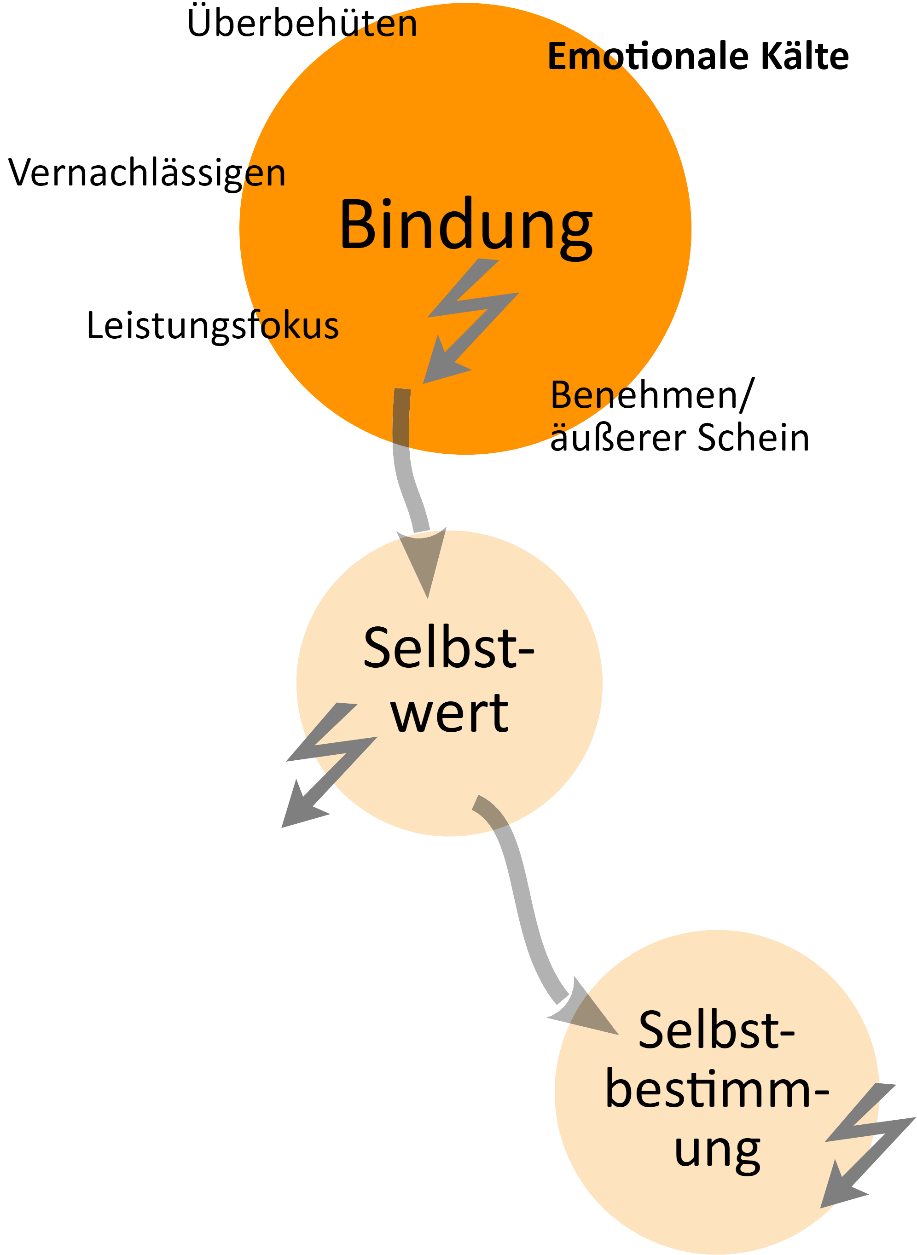 Überbehüten
Emotionale Kälte
Vernachlässigen
Bindung
Leistungsfokus
Benehmen/
äußerer Schein
Selbst-
wert
Selbst-
bestimm-
ung